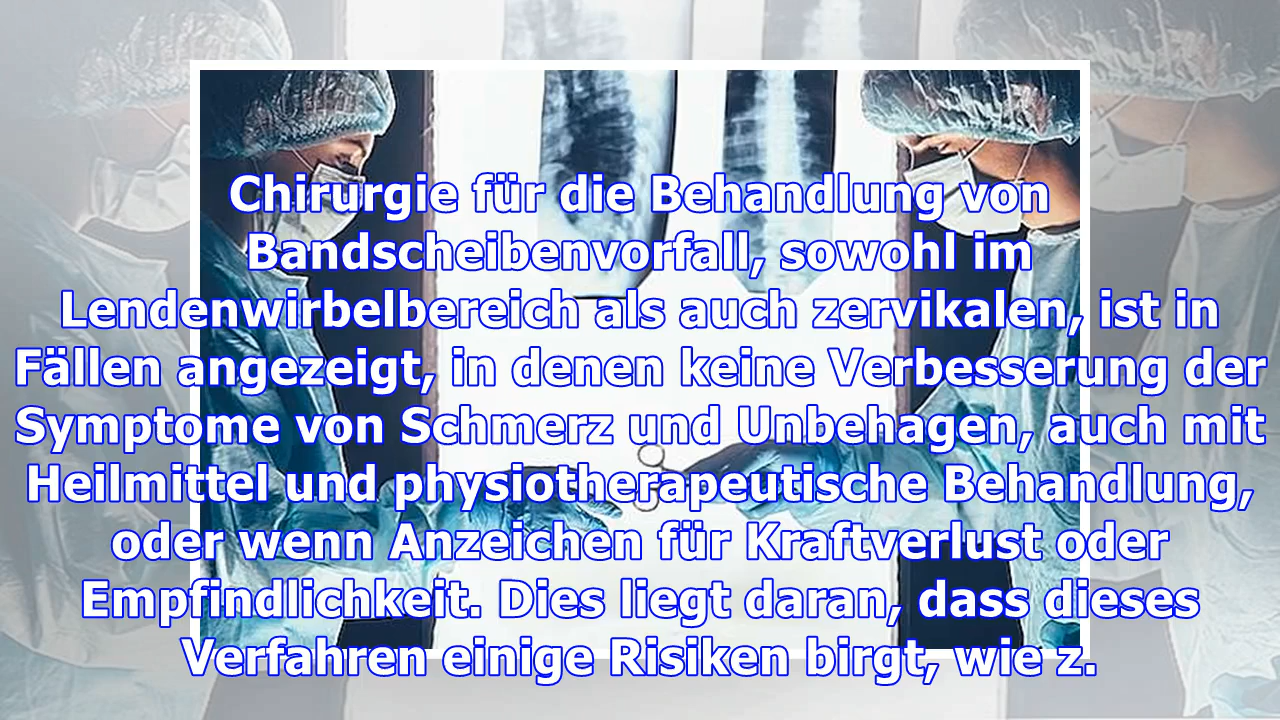 Chirurgie für die Behandlung von
Bandscheibenvorfall, sowohl im
Lendenwirbelbereich als auch zervikalen, ist in
Fällen angezeigt, in denen keine Verbesserung der
Symptome von Schmerz und Unbehagen, auch mit
Heilmittel und physiotherapeutische Behandlung,
oder wenn Anzeichen für Kraftverlust oder
Empfindlichkeit. Dies liegt daran, dass dieses
Verfahren einige Risiken birgt, wie z.